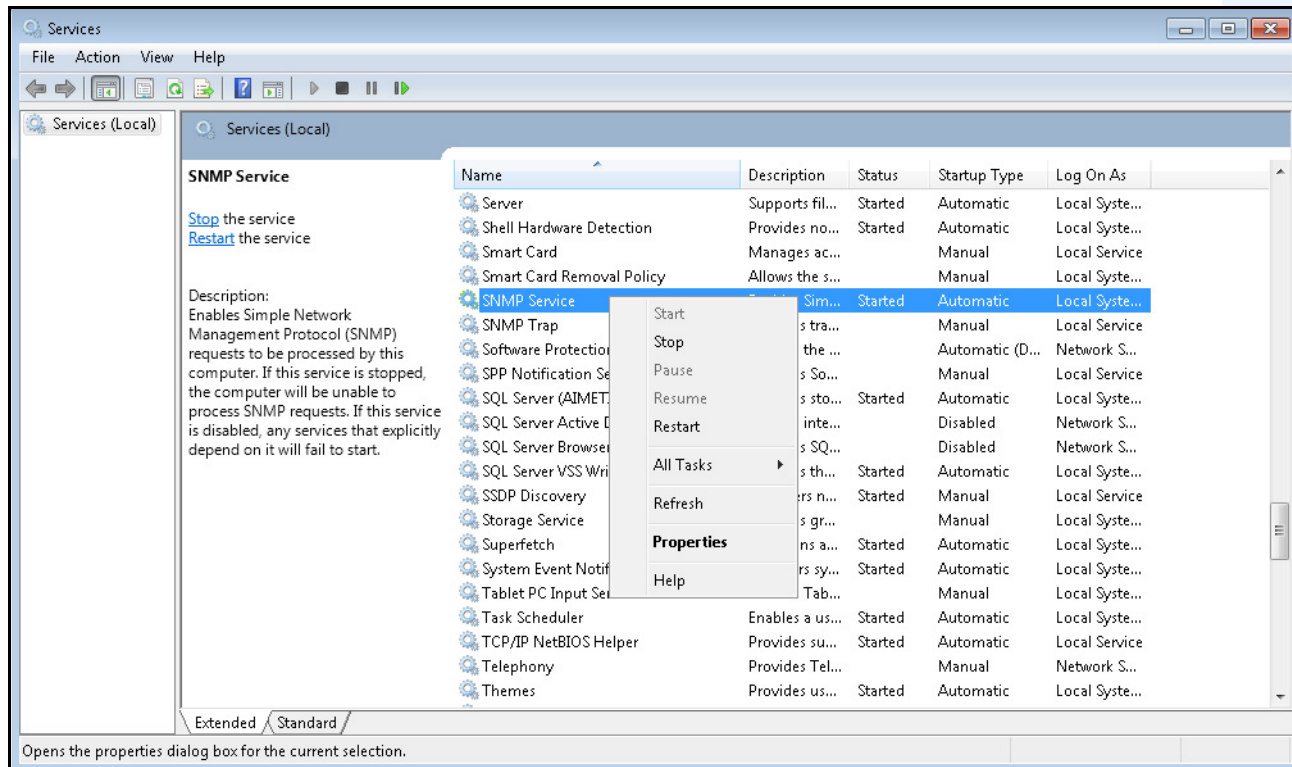 Services
File Action View Help
Services (Local)
Services (Local)
SNMP Service
Stop the service
Restart the service
Description:
Enables Simple Network
Management Protocol (SNMP)
requests to be processed by this
computer. If this service is stopped,
the computer will be unable to
process SNMP requests. If this service
is disabled, any services that explicitly
depend on it will fail to start.
Name Description Status Startup Type Log On As
Server Supports fil... Started Automatic Local Syste...
Shell Hardware Detection Provides no... Started Automatic Local Syste...
Smart Card Manages ac... Manual Local Service
Smart Card Removal Policy Allows the s... Manual Local Syste...
SNMP Service Sim... Started Automatic Local Syste...
SNMP Trap s tra... Manual Local Service
Software Protection the ... Automatic (D... Network S...
SPP Notification Se s So... Manual Local Service
SQL Server (AIMET s sto... Started Automatic Local Syste...
SQL Server Active D inte... Disabled Network S...
SQL Server Browser s SQ... Disabled Network S...
SQL Server VSS Wri s th... Started Automatic Local Syste...
SSDP Discovery ers n... Started Manual Local Service
Storage Service s gr... Manual Local Syste...
Superfetch ns a... Started Automatic Local Syste...
System Event Notif rs sy... Started Automatic Local Syste...
Tablet PC Input Ser Tab... Manual Local Syste...
Task Scheduler Enables a us... Started Automatic Local Syste...
TCP/IP NetBIOS Helper Provides su... Started Automatic Local Service
Telephony Provides Tel... Manual Network S...
Themes Provides us... Started Automatic Local Syste...
Start
Stop
Pause
Resume
Restart
All Tasks
Refresh
Properties
Help
Extended Standard
Opens the properties dialog box for the current selection.